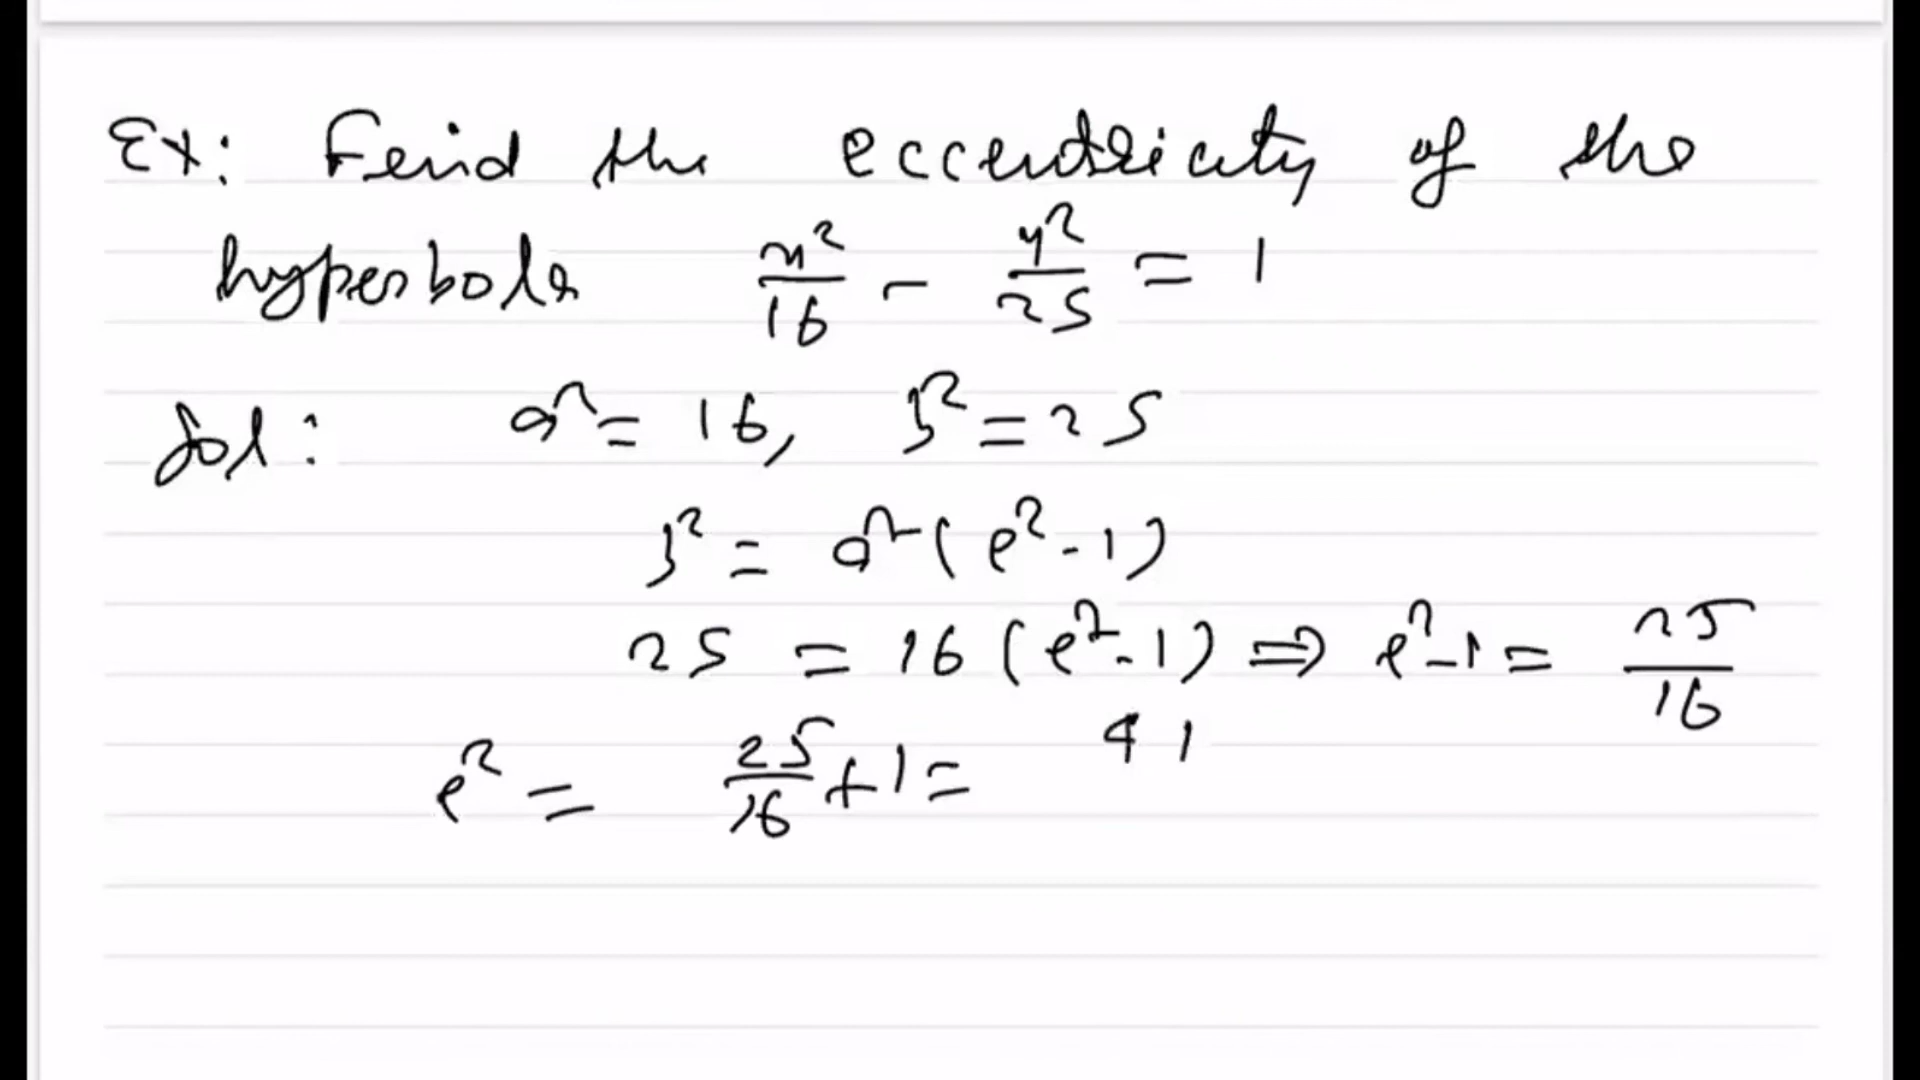 Ex: Find the eccentricity of the
hyperbola x²/16 - y²/25 = 1
Sol: a² = 16, b² = 25
b² = a²(e²-1)
25 = 16(e²-1) ⇒ e²-1 = 25/16
e² = 25/16 + 1 = 41